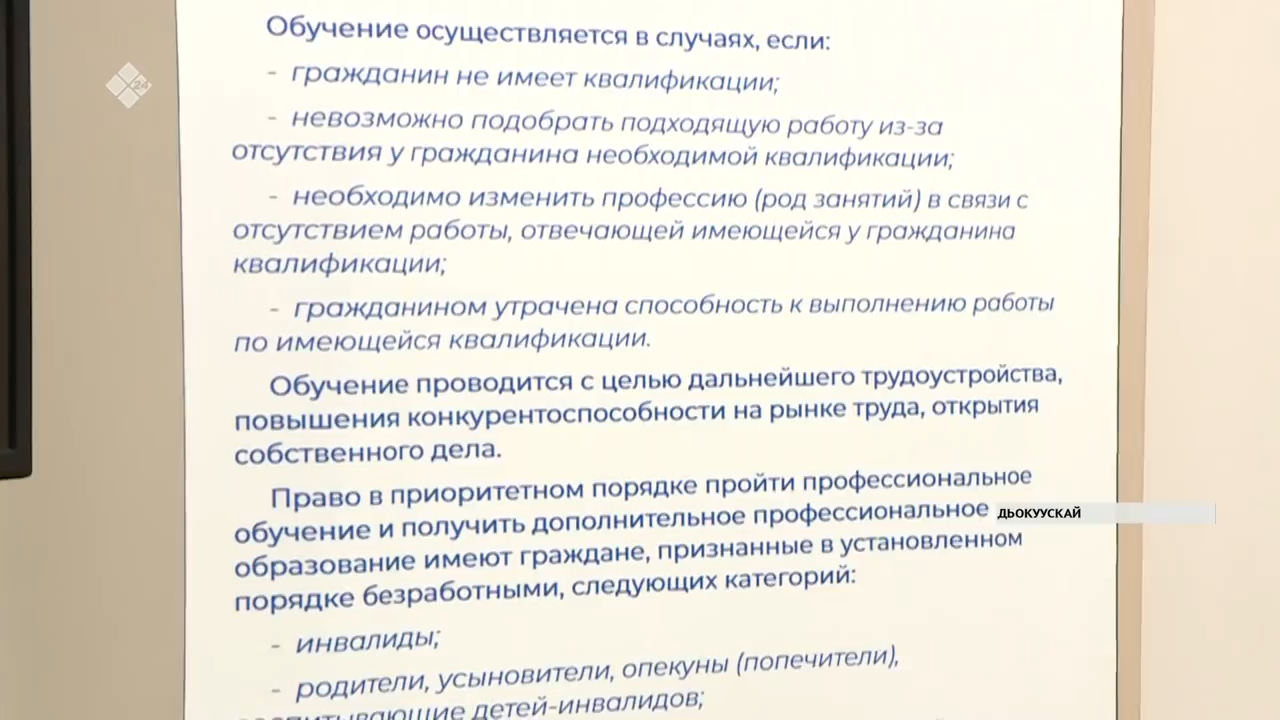 Обучение осуществляется в случаях, если:
- гражданин не имеет квалификации;
- невозможно подобрать подходящую работу из-за
отсутствия у гражданина необходимой квалификации;
- необходимо изменить профессию (род занятий) в связи с
отсутствием работы, отвечающей имеющейся у гражданина
квалификации;
- гражданином утрачена способность к выполнению работы
по имеющейся квалификации.
Обучение проводится с целью дальнейшего трудоустройства,
повышения конкурентоспособности на рынке труда, открытия
собственного дела.
Право в приоритетном порядке пройти профессиональное
обучение и получить дополнительное профессиональное
образование имеют граждане, признанные в установленном
порядке безработными, следующих категорий:
- инвалиды;
- родители, усыновители, опекуны (попечители),
воспитывающие детей-инвалидов;
24
ДЬОКУУСКАЙ